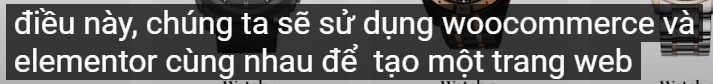 điều này, chúng ta sẽ sử dụng woocommerce và
elementor cùng nhau để tạo một trang web